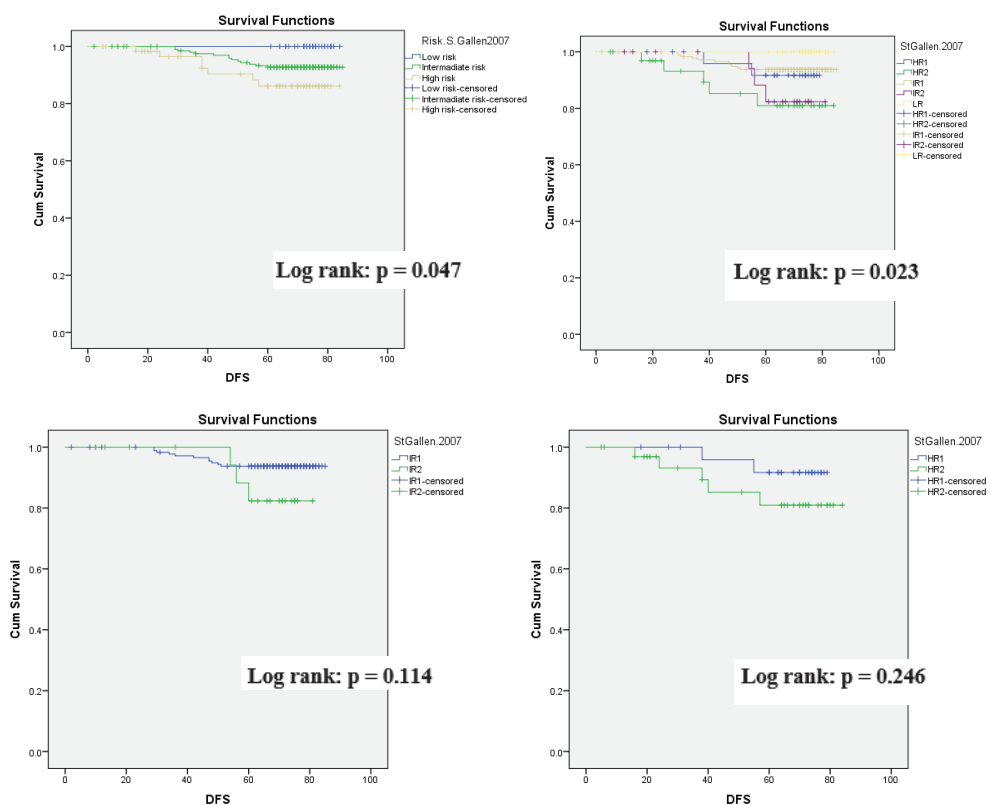 Survival Functions
Cum Survival
1.0
0.8
0.6
0.4
0.2
0.0
0
20
40
60
80
100
DFS
Risk.S.Gallen2007
Low risk
Intermadiate risk
High risk
Low risk-censored
Intermadiate risk-censored
High risk-censored
Log rank: p = 0.047
Survival Functions
Cum Survival
1.0
0.8
0.6
0.4
0.2
0.0
0
20
40
60
80
100
DFS
StGallen.2007
HR1
HR2
IR1
IR2
LR
HR1-censored
HR2-censored
IR1-censored
IR2-censored
LR-censored
Log rank: p = 0.023
Survival Functions
Cum Survival
1.0
0.8
0.6
0.4
0.2
0.0
0
20
40
60
80
100
DFS
StGallen.2007
IR1
IR2
IR1-censored
IR2-censored
Log rank: p = 0.114
Survival Functions
Cum Survival
1.0
0.8
0.6
0.4
0.2
0.0
0
20
40
60
80
100
DFS
StGallen.2007
HR1
HR2
HR1-censored
HR2-censored
Log rank: p = 0.246